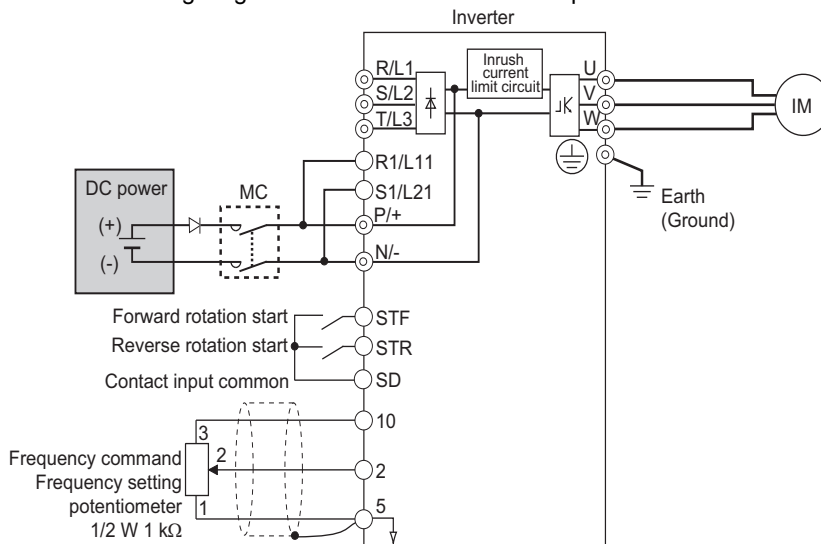 Inverter
R/L1
S/L2
T/L3
R1/L11
S1/L21
P/+
N/-
Inrush
current
limit circuit
U
V
W
IM
Earth
(Ground)
DC power
(+)
(-)
MC
Forward rotation start
STF
Reverse rotation start
STR
Contact input common
SD
10
3
2
2
Frequency command
Frequency setting
potentiometer
1/2 W 1 kΩ
1
5